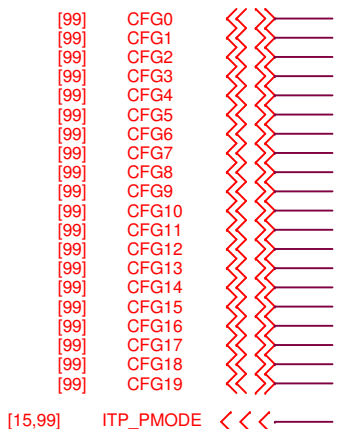 [99] CFG0
[99] CFG1
[99] CFG2
[99] CFG3
[99] CFG4
[99] CFG5
[99] CFG6
[99] CFG7
[99] CFG8
[99] CFG9
[99] CFG10
[99] CFG11
[99] CFG12
[99] CFG13
[99] CFG14
[99] CFG15
[99] CFG16
[99] CFG17
[99] CFG18
[99] CFG19
[15,99] ITP_PMODE